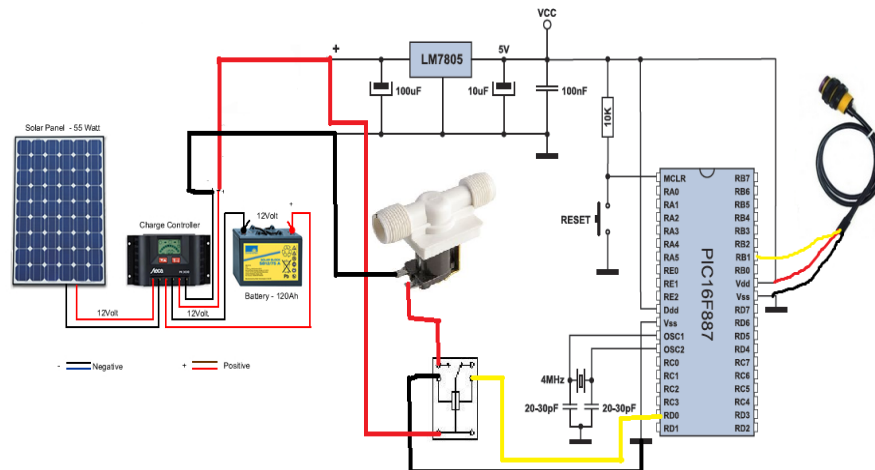 VCC
+
LM7805
5V
100uF
10uF
100nF
10K
Solar Panel - 55 Watt
Charge Controller
12Volt
+
12Volt
12Volt.
Battery - 120Ah
- Negative
+ Positive
RESET
4MHz
20-30pF
20-30pF
PIC16F887
MCLR
RA0
RA1
RA2
RA3
RA4
RA5
RE0
RE1
RE2
Ddd
Vss
OSC1
OSC2
RC0
RC1
RC2
RC3
RD0
RD1
RB7
RB6
RB5
RB4
RB3
RB2
RB1
RB0
Vdd
Vss
RD7
RD6
RD5
RD4
RC7
RC6
RC5
RC4
RD3
RD2